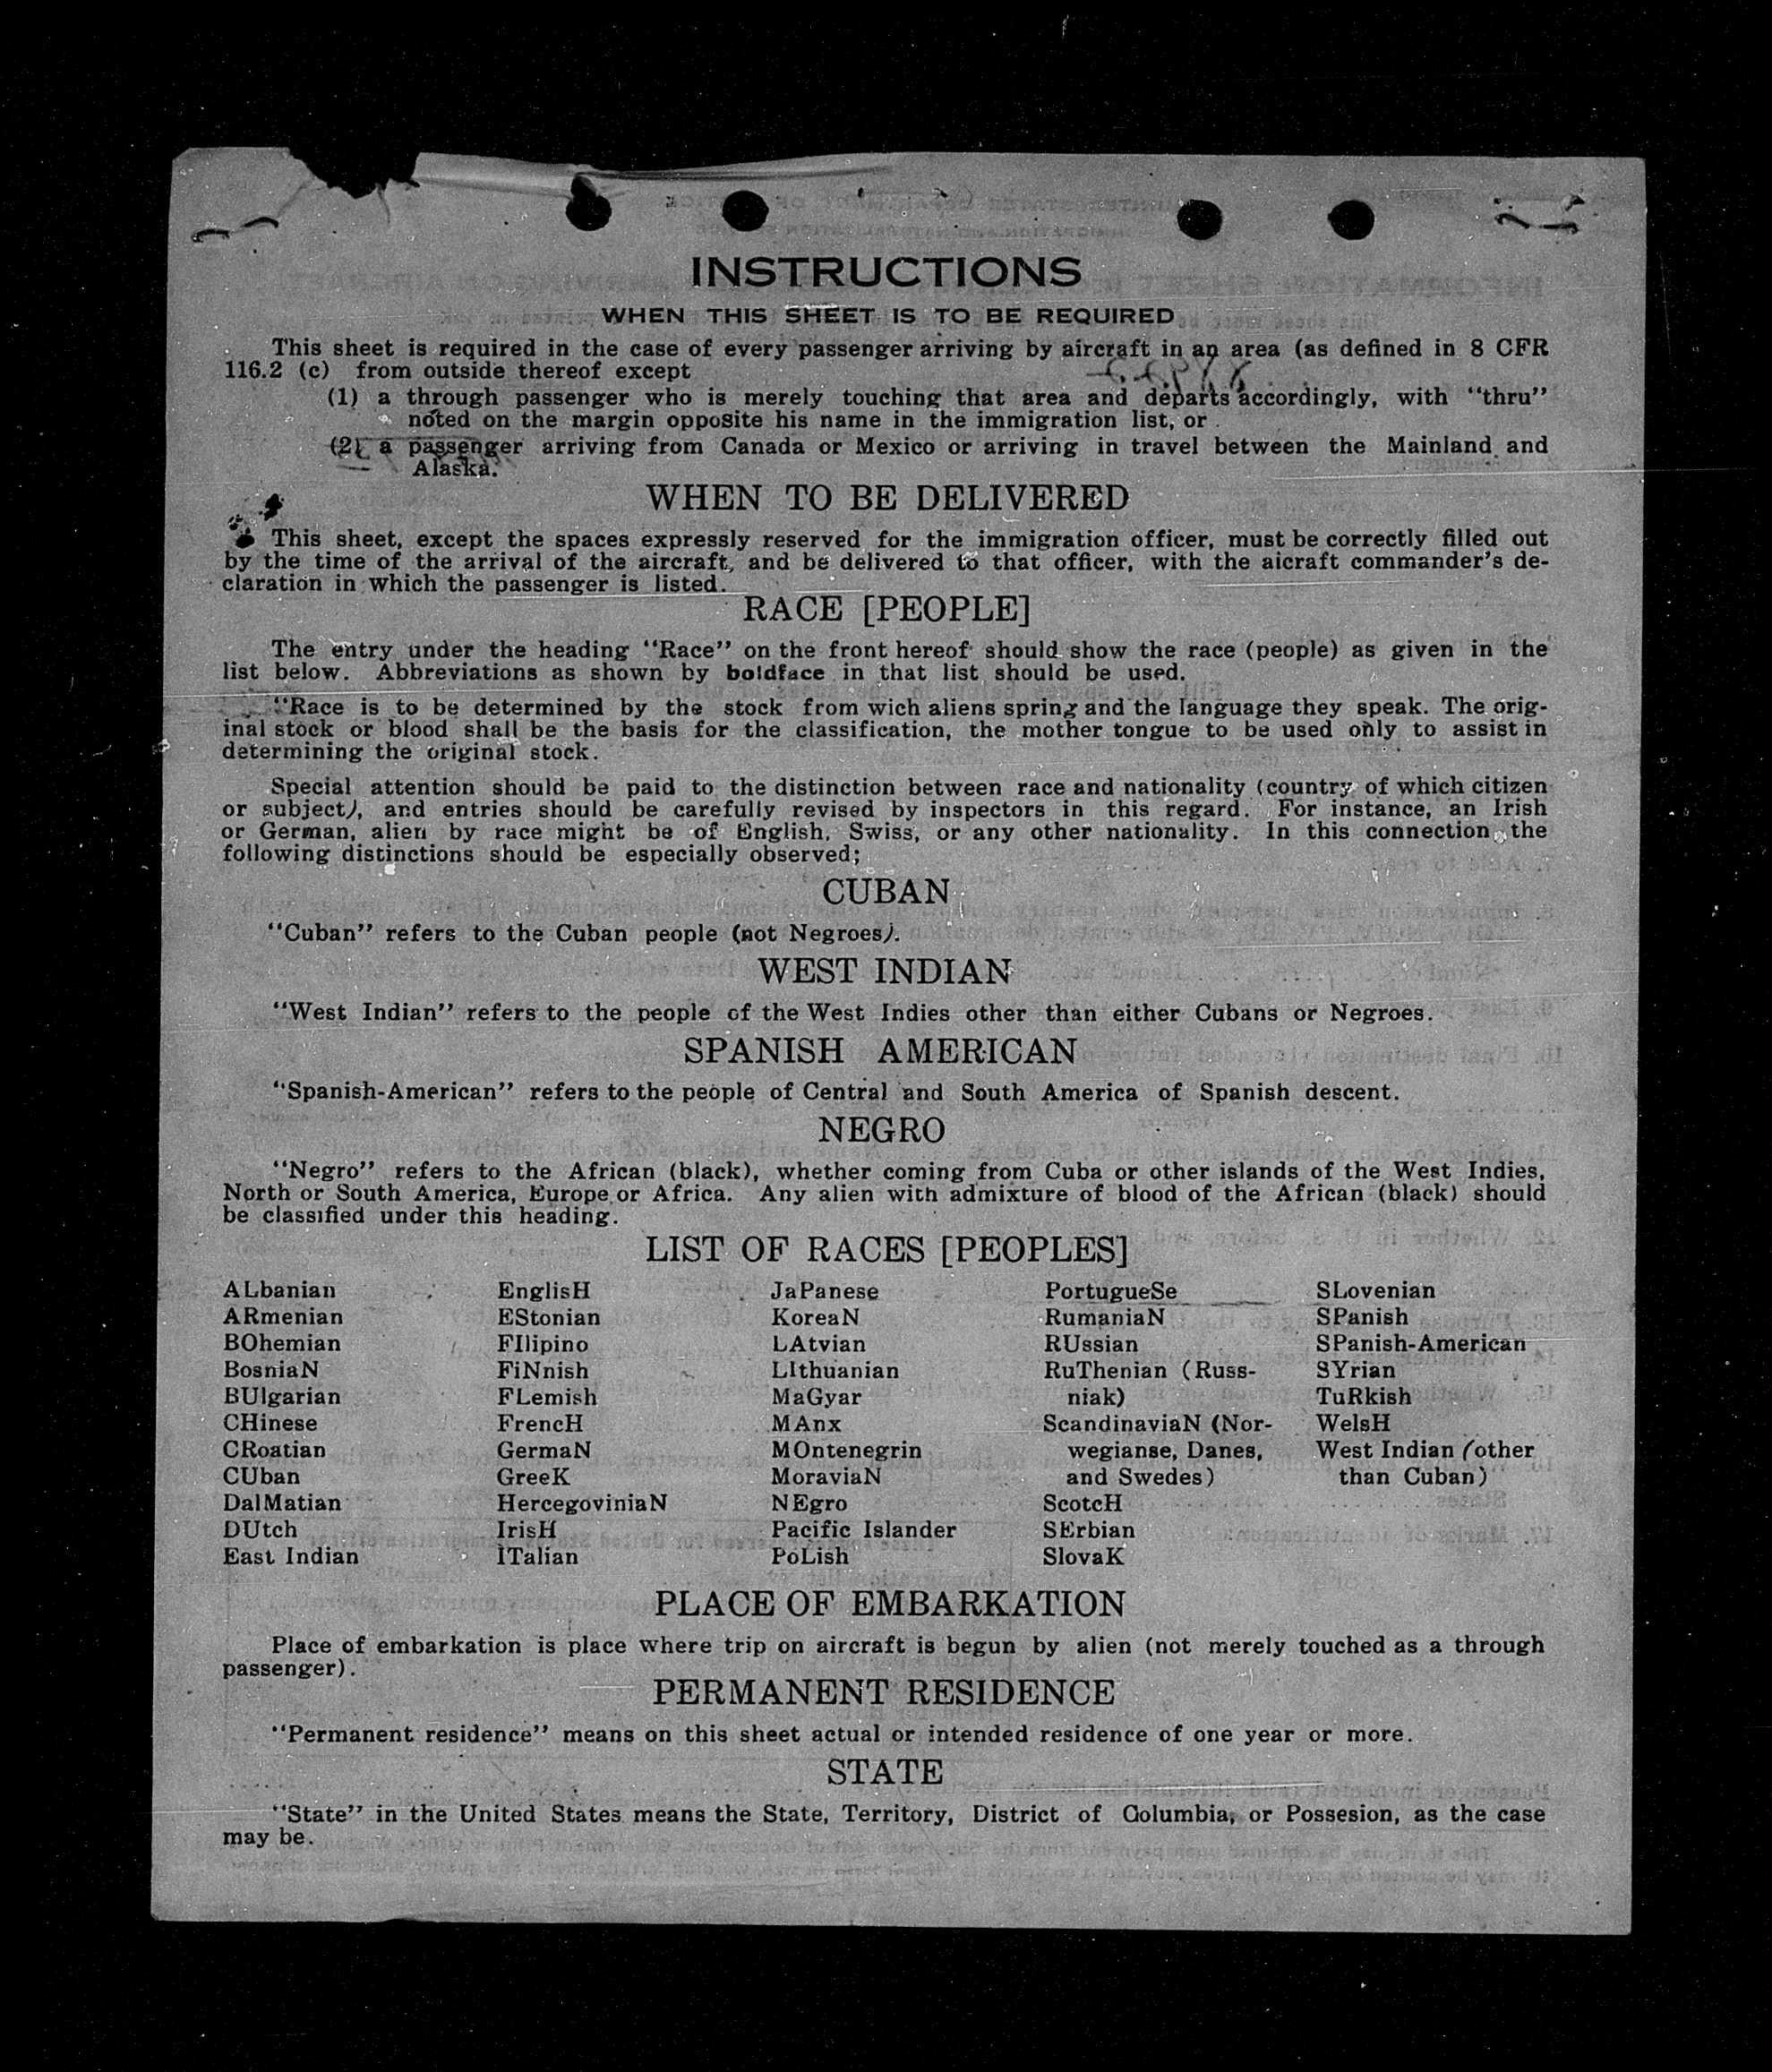 INSTRUCTIONS
WHEN THIS SHEET IS TO BE REQUIRED
This sheet is required in the case of every passenger arriving by aircraft in an area (as defined in 8 CFR
116.2 (c) from outside thereof except
(1) a through passenger who is merely touching that area and departs accordingly, with "thru"
noted on the margin opposite his name in the immigration list, or
(2) a passenger arriving from Canada or Mexico or arriving in travel between the Mainland and
Alaska.
WHEN TO BE DELIVERED
This sheet, except the spaces expressly reserved for the immigration officer, must be correctly filled out
by the time of the arrival of the aircraft, and be delivered to that officer, with the aicraft commander's de-
claration in which the passenger is listed.
RACE [PEOPLE]
The entry under the heading "Race" on the front hereof should show the race (people) as given in the
list below. Abbreviations as shown by boldface in that list should be used.
"Race is to be determined by the stock from wich aliens spring and the language they speak. The orig-
inal stock or blood shall be the basis for the classification, the mother tongue to be used only to assist in
determining the original stock.
Special attention should be paid to the distinction between race and nationality (country of which citizen
or subject), and entries should be carefully revised by inspectors in this regard. For instance, an Irish
or German, alien by race might be of English, Swiss, or any other nationality. In this connection the
following distinctions should be especially observed;
CUBAN
"Cuban" refers to the Cuban people (not Negroes).
WEST INDIAN
"West Indian" refers to the people of the West Indies other than either Cubans or Negroes.
SPANISH AMERICAN
"Spanish-American" refers to the people of Central and South America of Spanish descent.
NEGRO
"Negro" refers to the African (black), whether coming from Cuba or other islands of the West Indies,
North or South America, Europe or Africa. Any alien with admixture of blood of the African (black) should
be classified under this heading.
LIST OF RACES [PEOPLES]
ALbanian
ARmenian
BOhemian
BosniaN
BUlgarian
CHinese
CRoatian
CUban
DalMatian
DUtch
East Indian
EnglisH
EStonian
FIlipino
FiNnish
FLemish
FrencH
GermaN
GreeK
HercegoviniaN
IrisH
ITalian
JaPanese
KoreaN
LAtvian
LIthuanian
MaGyar
MAnx
MOntenegrin
MoraviaN
NEgro
Pacific Islander
PoLish
PortugueSe
RumaniaN
RUssian
RuThenian (Russ-
niak)
ScandinaviaN (Nor-
wegianse, Danes,
and Swedes)
ScotcH
SErbian
SlovaK
SLovenian
SPanish
SPanish-American
SYrian
TuRkish
WelsH
West Indian (other
than Cuban)
PLACE OF EMBARKATION
Place of embarkation is place where trip on aircraft is begun by alien (not merely touched as a through
passenger).
PERMANENT RESIDENCE
"Permanent residence" means on this sheet actual or intended residence of one year or more.
STATE
"State" in the United States means the State, Territory, District of Columbia, or Possesion, as the case
may be.